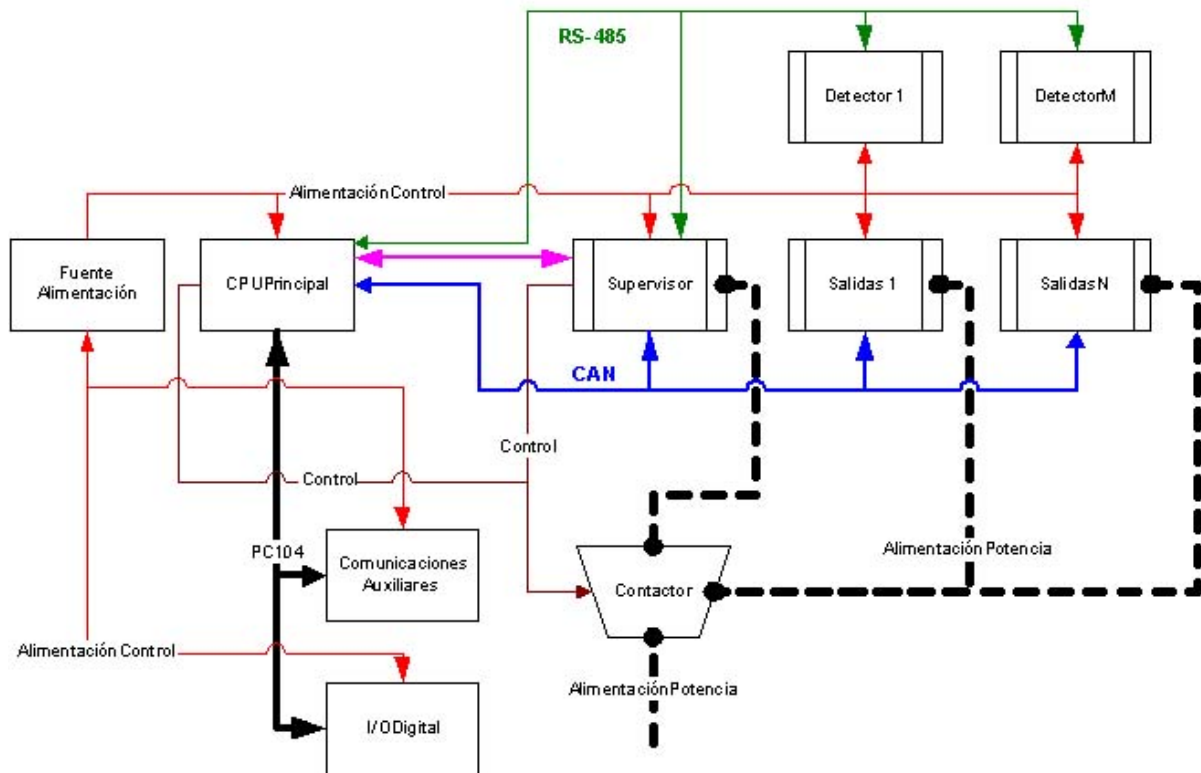 RS-485
Detector 1
DetectorM
Alimentación Control
Fuente
Alimentación
CPUPrincipal
Supervisor
Salidas 1
SalidasN
CAN
Control
Control
PC104
Comunicaciones
Auxiliares
Contactor
Alimentación Potencia
Alimentación Control
AlimentaciónPotencia
I/ODigital